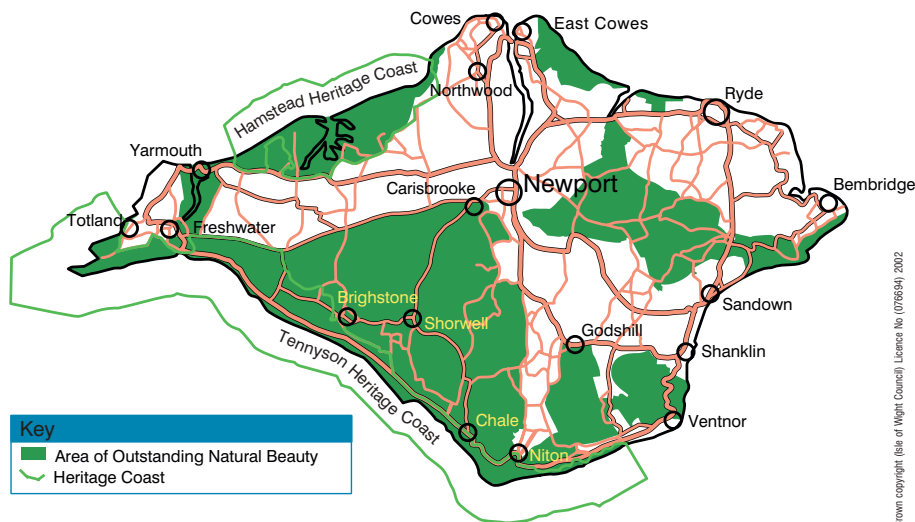 Cowes
East Cowes
Northwood
Hamstead Heritage Coast
Ryde
Yarmouth
Carisbrooke
Newport
Bembridge
Totland
Freshwater
Brighstone
Shorwell
Sandown
Godshill
Shanklin
Tennyson Heritage Coast
Chale
Ventnor
Niton
Key
Area of Outstanding Natural Beauty
Heritage Coast
rown copyright (Isle of Wight Council) Licence No (076694) 2002